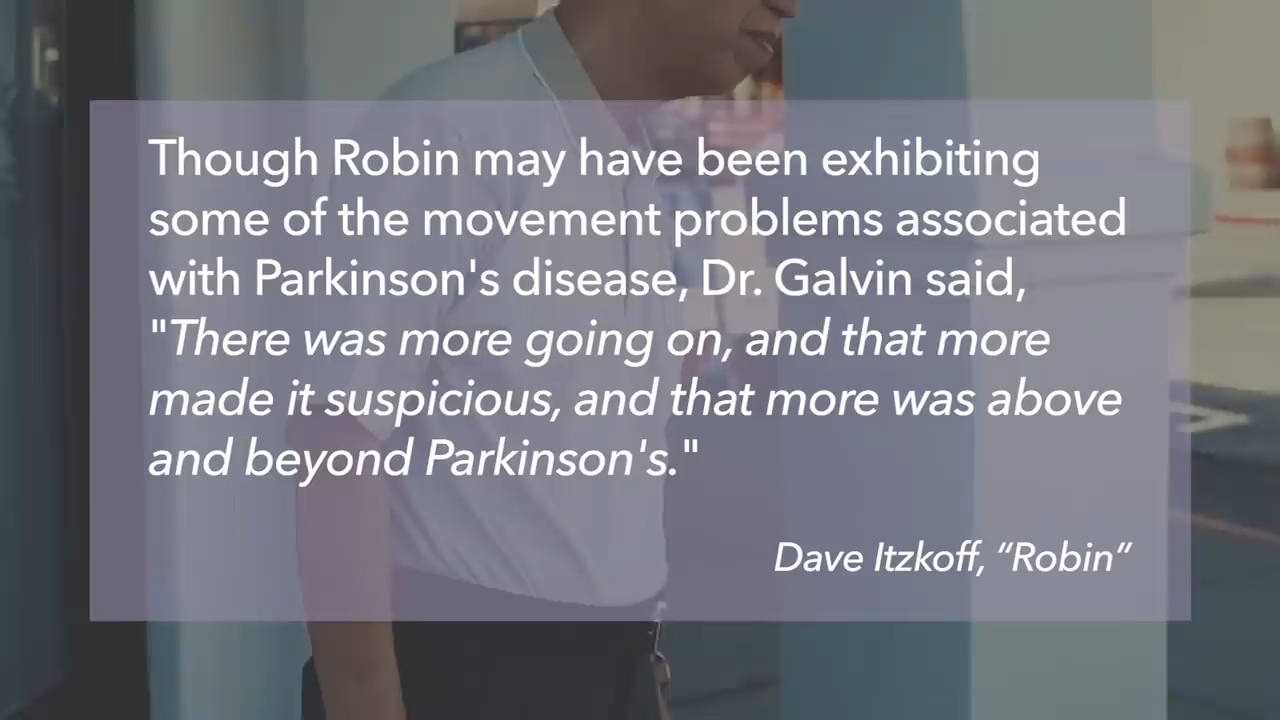 Though Robin may have been exhibiting
some of the movement problems associated
with Parkinson's disease, Dr. Galvin said,
"There was more going on, and that more
made it suspicious, and that more was above
and beyond Parkinson's."
Dave Itzkoff, “Robin”